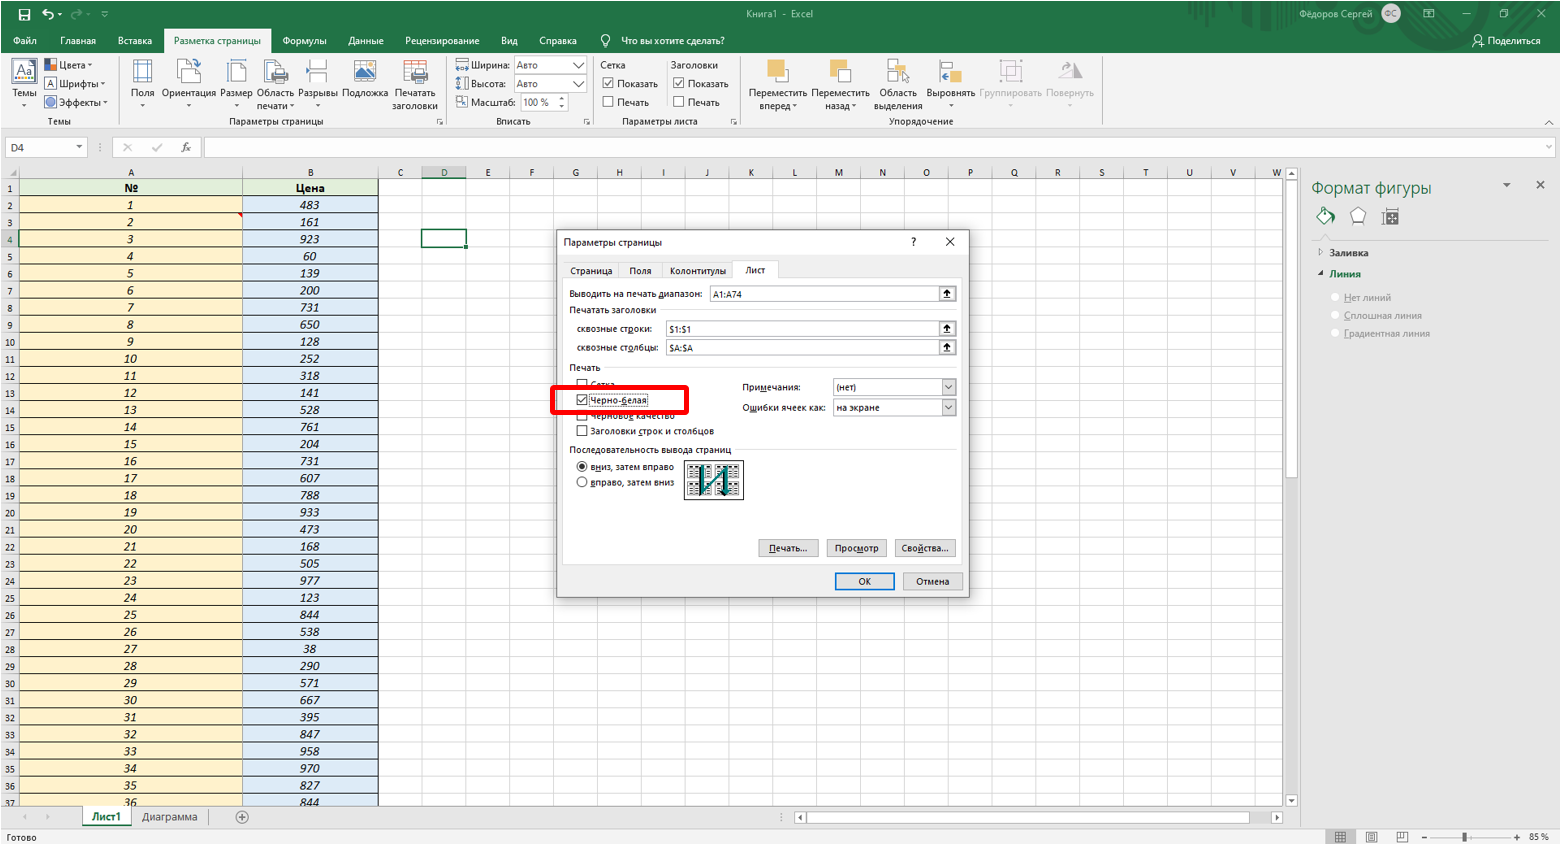 Книга1 - Excel
Фёдоров Сергей ФС
Файл Главная Вставка Разметка страницы Формулы Данные Рецензирование Вид Справка Что вы хотите сделать? Поделиться
Темы
Цвета
Шрифты
Эффекты
Темы
Поля Ориентация Размер Область печати Разрывы Подложка Печатать заголовки
Параметры страницы
Ширина: Авто
Высота: Авто
Масштаб: 100 %
Вписать
Сетка Заголовки
Показать Показать
Печать Печать
Параметры листа
Переместить вперед Переместить назад Область выделения Выровнять Группировать Повернуть
Упорядочение
D4 fx
A B C D E F G H I J K L M N O P Q R S T U V W
1 № Цена
2 1 483
3 2 161
4 3 923
5 4 60
6 5 139
7 6 200
8 7 731
9 8 650
10 9 128
11 10 252
12 11 318
13 12 141
14 13 528
15 14 761
16 15 204
17 16 731
18 17 607
19 18 788
20 19 933
21 20 473
22 21 168
23 22 505
24 23 977
25 24 123
26 25 844
27 26 538
28 27 38
29 28 290
30 29 571
31 30 667
32 31 395
33 32 847
34 33 958
35 34 970
36 35 827
37 36 844
Параметры страницы ?
Страница Поля Колонтитулы Лист
Выводить на печать диапазон: A1:A74
Печатать заголовки
сквозные строки: $1:$1
сквозные столбцы: $A:$A
Печать
Сетка
Черно-белая
Черновое качество
Заголовки строк и столбцов
Примечания: (нет)
Ошибки ячеек как: на экране
Последовательность вывода страниц
вниз, затем вправо
вправо, затем вниз
Печать... Просмотр Свойства...
ОК Отмена
Формат фигуры
Заливка
Линия
Нет линий
Сплошная линия
Градиентная линия
Лист1 Диаграмма
Готово
85 %